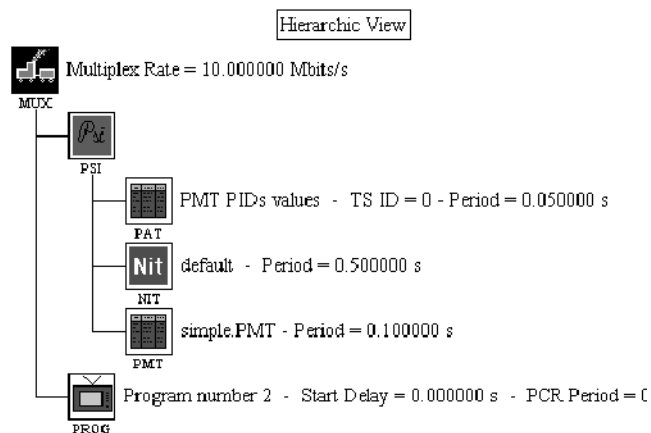 Hierarchic View
Multiplex Rate = 10.000000 Mbits/s
MUX
Psi
PSI
PMT PIDs values - TS ID = 0 - Period = 0.050000 s
PAT
Nit
default - Period = 0.500000 s
NIT
simple.PMT - Period = 0.100000 s
PMT
Program number 2 - Start Delay = 0.000000 s - PCR Period = 0
PROG